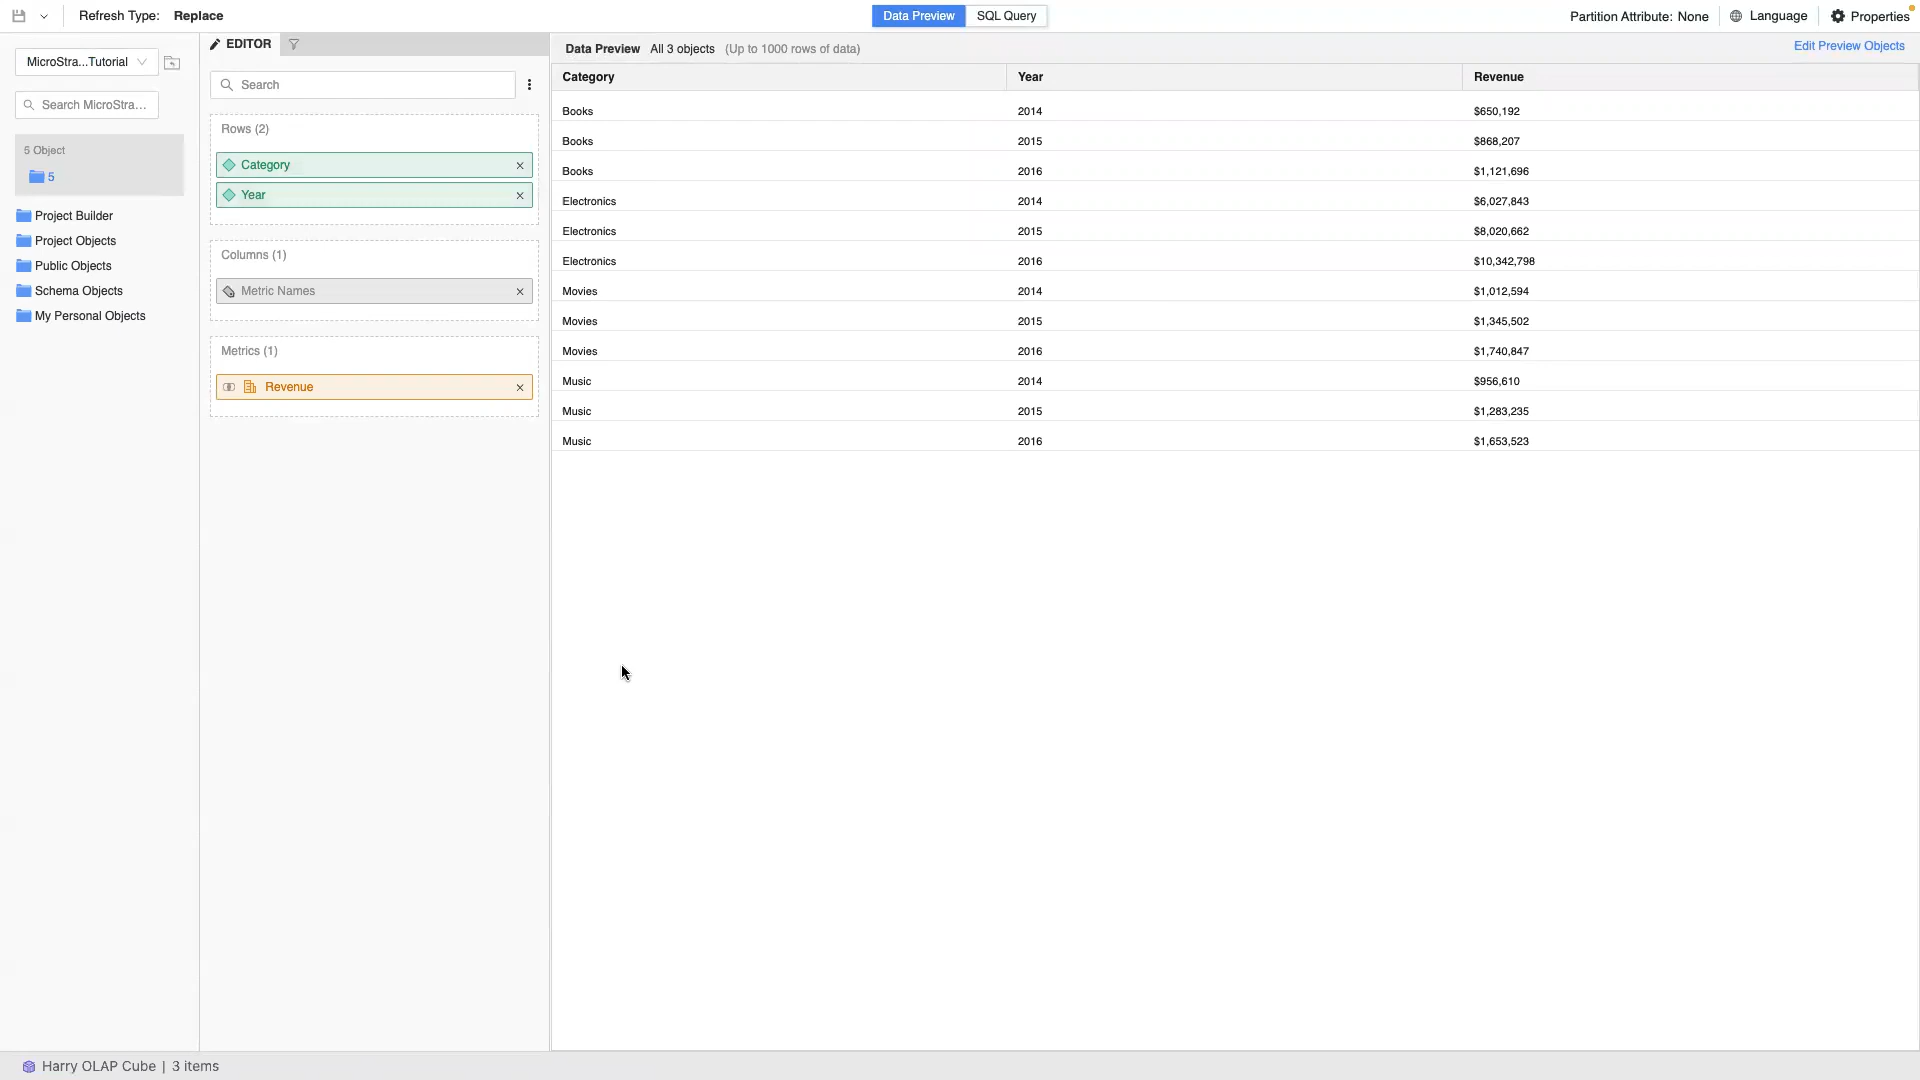 Refresh Type: Replace
Data Preview SQL Query
Partition Attribute: None Language Properties
MicroStra...Tutorial
Search MicroStra...
5 Object
5
Project Builder
Project Objects
Public Objects
Schema Objects
My Personal Objects
EDITOR
Search
Rows (2)
Category
Year
Columns (1)
Metric Names
Metrics (1)
Revenue
Data Preview All 3 objects (Up to 1000 rows of data) Edit Preview Objects
Category Year Revenue
Books 2014 $650,192
Books 2015 $868,207
Books 2016 $1,121,696
Electronics 2014 $6,027,843
Electronics 2015 $8,020,662
Electronics 2016 $10,342,798
Movies 2014 $1,012,594
Movies 2015 $1,345,502
Movies 2016 $1,740,847
Music 2014 $956,610
Music 2015 $1,283,235
Music 2016 $1,653,523
Harry OLAP Cube | 3 items